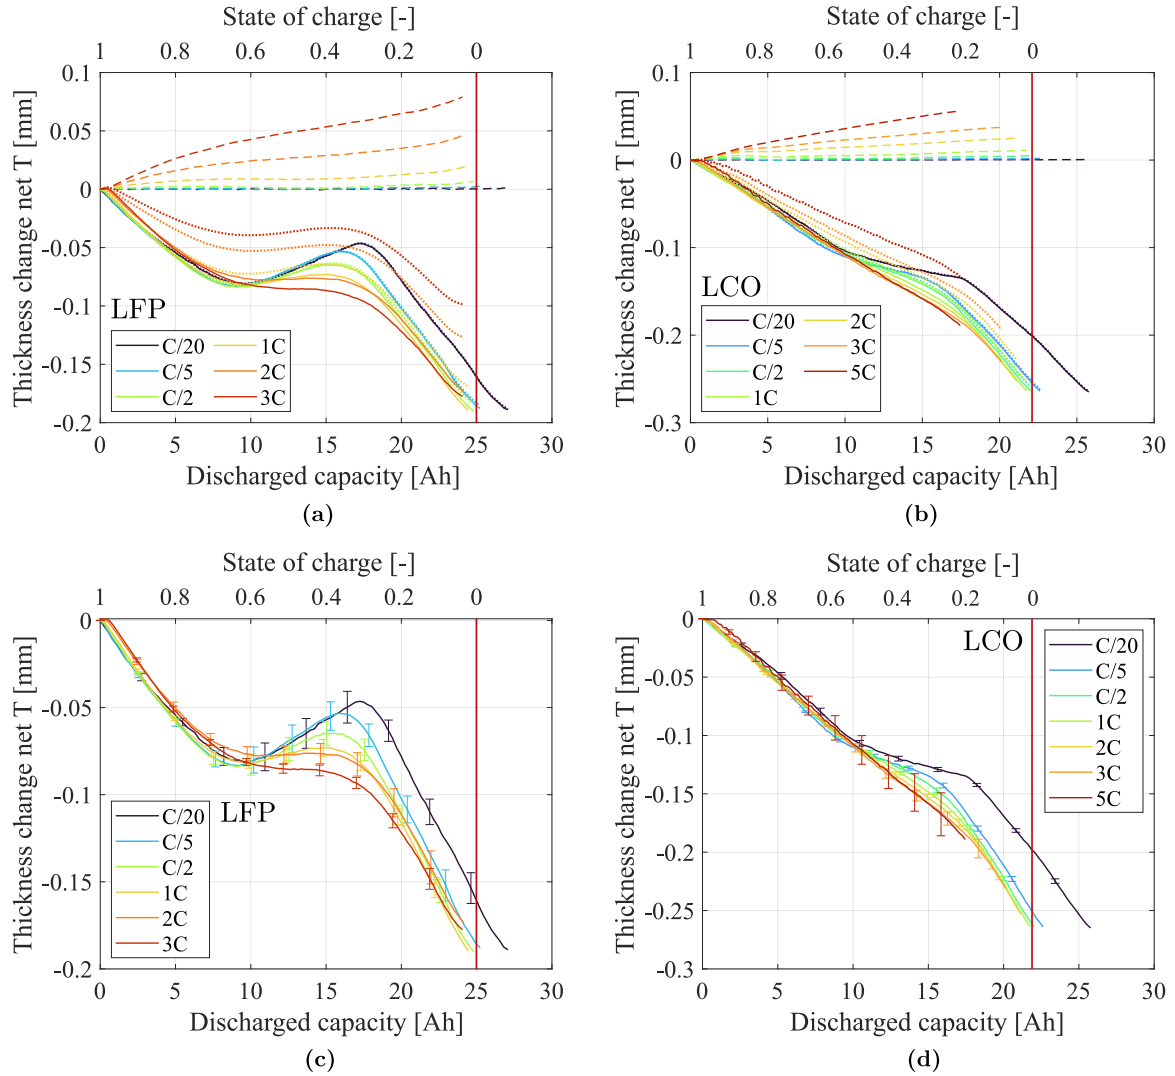 State of charge [-]
1 0.8 0.6 0.4 0.2 0
Thickness change net T [mm]
0.1
0.05
0
-0.05
-0.1
-0.15
-0.2
LFP
C/20 1C
C/5 2C
C/2 3C
0 5 10 15 20 25 30
Discharged capacity [Ah]
(a)
State of charge [-]
1 0.8 0.6 0.4 0.2 0
Thickness change net T [mm]
0.1
0
-0.1
-0.2
-0.3
LCO
C/20 2C
C/5 3C
C/2 5C
1C
0 5 10 15 20 25 30
Discharged capacity [Ah]
(b)
State of charge [-]
1 0.8 0.6 0.4 0.2 0
Thickness change net T [mm]
0
-0.05
-0.1
-0.15
-0.2
LFP
C/20
C/5
C/2
1C
2C
3C
0 5 10 15 20 25 30
Discharged capacity [Ah]
(c)
State of charge [-]
1 0.8 0.6 0.4 0.2 0
Thickness change net T [mm]
0
-0.05
-0.1
-0.15
-0.2
-0.25
-0.3
LCO
C/20
C/5
C/2
1C
2C
3C
5C
0 5 10 15 20 25 30
Discharged capacity [Ah]
(d)